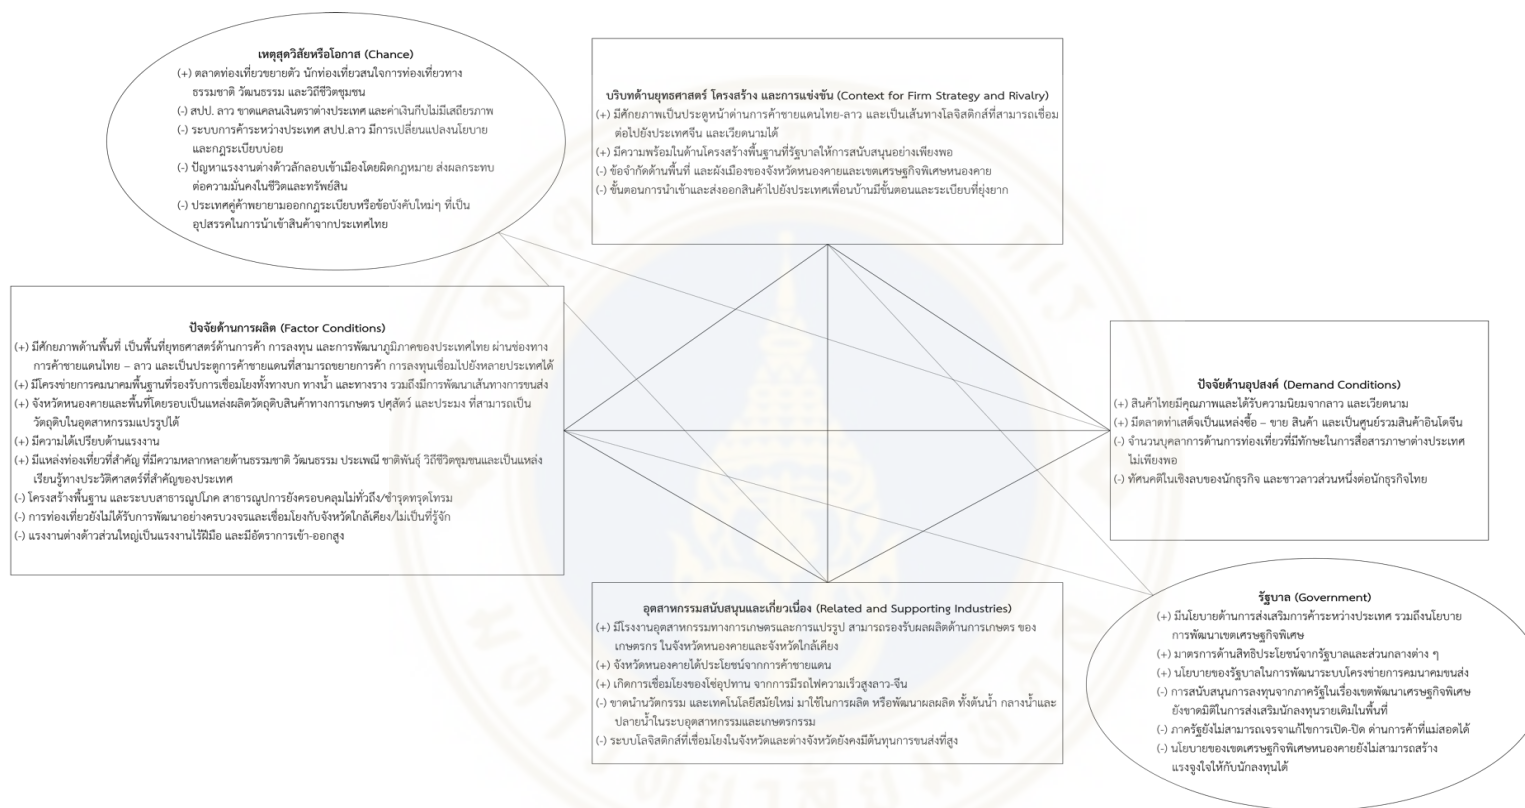 เหตุสุดวิสัยหรือโอกาส (Chance)
(+) ตลาดท่องเที่ยวขยายตัว นักท่องเที่ยวสนใจการท่องเที่ยวทาง
ธรรมชาติ วัฒนธรรม และวิถีชีวิตชุมชน
(-) สปป. ลาว ขาดแคลนเงินตราต่างประเทศ และค่าเงินกีบไม่มีเสถียรภาพ
(-) ระบบการค้าระหว่างประเทศ สปป.ลาว มีการเปลี่ยนแปลงนโยบาย
และกฎระเบียบบ่อย
(-) ปัญหาแรงงานต่างด้าวลักลอบเข้าเมืองโดยผิดกฎหมาย ส่งผลกระทบ
ต่อความมั่นคงในชีวิตและทรัพย์สิน
(-) ประเทศคู่ค้าพยายามออกกฎระเบียบหรือข้อบังคับใหม่ๆ ที่เป็น
อุปสรรคในการนำเข้าสินค้าจากประเทศไทย
บริบทด้านยุทธศาสตร์ โครงสร้าง และการแข่งขัน (Context for Firm Strategy and Rivalry)
(+) มีศักยภาพเป็นประตูหน้าด่านการค้าชายแดนไทย-ลาว และเป็นเส้นทางโลจิสติกส์ที่สามารถเชื่อม
ต่อไปยังประเทศจีน และเวียดนามได้
(+) มีความพร้อมในด้านโครงสร้างพื้นฐานที่รัฐบาลให้การสนับสนุนอย่างเพียงพอ
(-) ข้อจำกัดด้านพื้นที่ และผังเมืองของจังหวัดหนองคายและเขตเศรษฐกิจพิเศษหนองคาย
(-) ขั้นตอนการนำเข้าและส่งออกสินค้าไปยังประเทศเพื่อนบ้านมีขั้นตอนและระเบียบที่ยุ่งยาก
ปัจจัยด้านการผลิต (Factor Conditions)
(+) มีศักยภาพด้านพื้นที่ เป็นพื้นที่ยุทธศาสตร์ด้านการค้า การลงทุน และการพัฒนาภูมิภาคของประเทศไทย ผ่านช่องทาง
การค้าชายแดนไทย – ลาว และเป็นประตูการค้าชายแดนที่สามารถขยายการค้า การลงทุนเชื่อมไปยังหลายประเทศได้
(+) มีโครงข่ายการคมนาคมพื้นฐานที่รองรับการเชื่อมโยงทั้งทางบก ทางน้ำ และทางราง รวมถึงมีการพัฒนาเส้นทางการขนส่ง
(+) จังหวัดหนองคายและพื้นที่โดยรอบเป็นแหล่งผลิตวัตถุดิบสินค้าทางการเกษตร ปศุสัตว์ และประมง ที่สามารถเป็น
วัตถุดิบในอุตสาหกรรมแปรรูปได้
(+) มีความได้เปรียบด้านแรงงาน
(+) มีแหล่งท่องเที่ยวที่สำคัญ ที่มีความหลากหลายด้านธรรมชาติ วัฒนธรรม ประเพณี ชาติพันธุ์ วิถีชีวิตชุมชนและเป็นแหล่ง
เรียนรู้ทางประวัติศาสตร์ที่สำคัญของประเทศ
(-) โครงสร้างพื้นฐาน และระบบสาธารณูปโภค สาธารณูปการยังครอบคลุมไม่ทั่วถึง/ชำรุดทรุดโทรม
(-) การท่องเที่ยวยังไม่ได้รับการพัฒนาอย่างครบวงจรและเชื่อมโยงกับจังหวัดใกล้เคียง/ไม่เป็นที่รู้จัก
(-) แรงงานต่างด้าวส่วนใหญ่เป็นแรงงานไร้ฝีมือ และมีอัตราการเข้า-ออกสูง
ปัจจัยด้านอุปสงค์ (Demand Conditions)
(+) สินค้าไทยมีคุณภาพและได้รับความนิยมจากลาว และเวียดนาม
(+) มีตลาดท่าเสด็จเป็นแหล่งซื้อ – ขาย สินค้า และเป็นศูนย์รวมสินค้าอินโดจีน
(-) จำนวนบุคลาการด้านการท่องเที่ยวที่มีทักษะในการสื่อสารภาษาต่างประเทศ
ไม่เพียงพอ
(-) ทัศนคติในเชิงลบของนักธุรกิจ และชาวลาวส่วนหนึ่งต่อนักธุรกิจไทย
อุตสาหกรรมสนับสนุนและเกี่ยวเนื่อง (Related and Supporting Industries)
(+) มีโรงงานอุตสาหกรรมทางการเกษตรและการแปรรูป สามารถรองรับผลผลิตด้านการเกษตร ของ
เกษตรกร ในจังหวัดหนองคายและจังหวัดใกล้เคียง
(+) จังหวัดหนองคายได้ประโยชน์จากการค้าชายแดน
(+) เกิดการเชื่อมโยงของโซ่อุปทาน จากการมีรถไฟความเร็วสูงลาว-จีน
(-) ขาดนำนวัตกรรม และเทคโนโลยีสมัยใหม่ มาใช้ในการผลิต หรือพัฒนาผลผลิต ทั้งต้นน้ำ กลางน้ำและ
ปลายน้ำในระบอุตสาหกรรมและเกษตรกรรม
(-) ระบบโลจิสติกส์ที่เชื่อมโยงในจังหวัดและต่างจังหวัดยังคงมีต้นทุนการขนส่งที่สูง
รัฐบาล (Government)
(+) มีนโยบายด้านการส่งเสริมการค้าระหว่างประเทศ รวมถึงนโยบาย
การพัฒนาเขตเศรษฐกิจพิเศษ
(+) มาตรการด้านสิทธิประโยชน์จากรัฐบาลและส่วนกลางต่าง ๆ
(+) นโยบายของรัฐบาลในการพัฒนาระบบโครงข่ายการคมนาคมขนส่ง
(-) การสนับสนุนการลงทุนจากภาครัฐในเรื่องเขตพัฒนาเศรษฐกิจพิเศษ
ยังขาดมิติในการส่งเสริมนักลงทุนรายเดิมในพื้นที่
(-) ภาครัฐยังไม่สามารถเจรจาแก้ไขการเปิด-ปิด ด่านการค้าที่แม่สอดได้
(-) นโยบายของเขตเศรษฐกิจพิเศษหนองคายยังไม่สามารถสร้าง
แรงจูงใจให้กับนักลงทุนได้